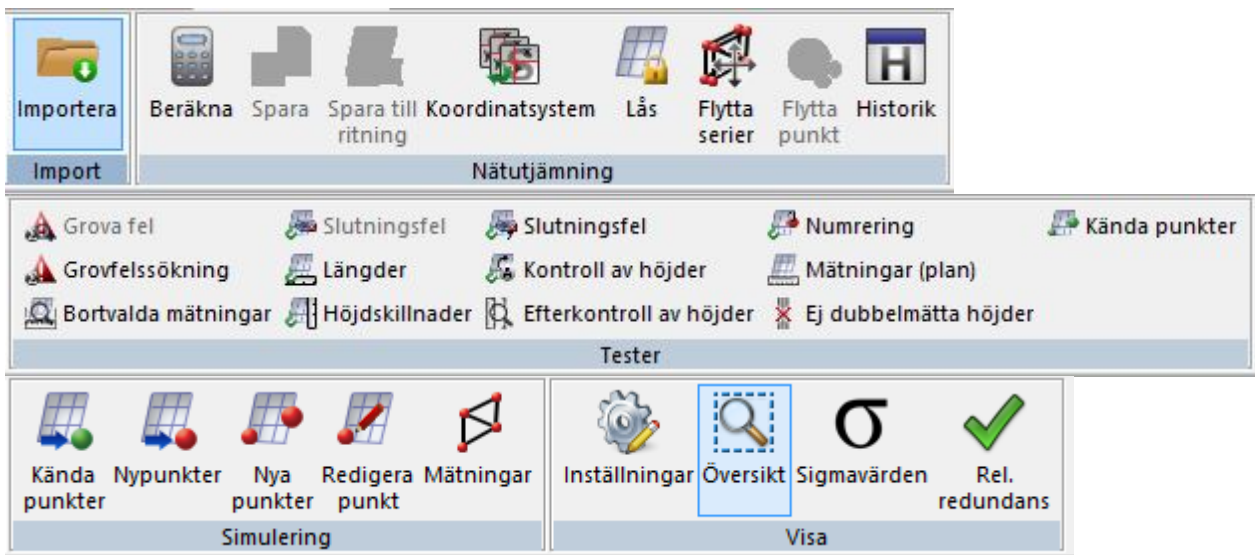 Importera
Import
Beräkna
Spara
Spara till
ritning
Koordinatsystem
Lås
Flytta
serier
Flytta
punkt
H
Historik
Nätutjämning
Grova fel
Slutningsfel
Slutningsfel
Numrering
Kända punkter
Grovfelssökning
Längder
Kontroll av höjder
Mätningar (plan)
Bortvalda mätningar
Höjdskillnader
Efterkontroll av höjder
Ej dubbelmätta höjder
Tester
Kända
punkter
Nypunkter
Nya
punkter
Redigera
punkt
Mätningar
Simulering
Inställningar
Översikt
σ
Sigmavärden
Rel.
redundans
Visa